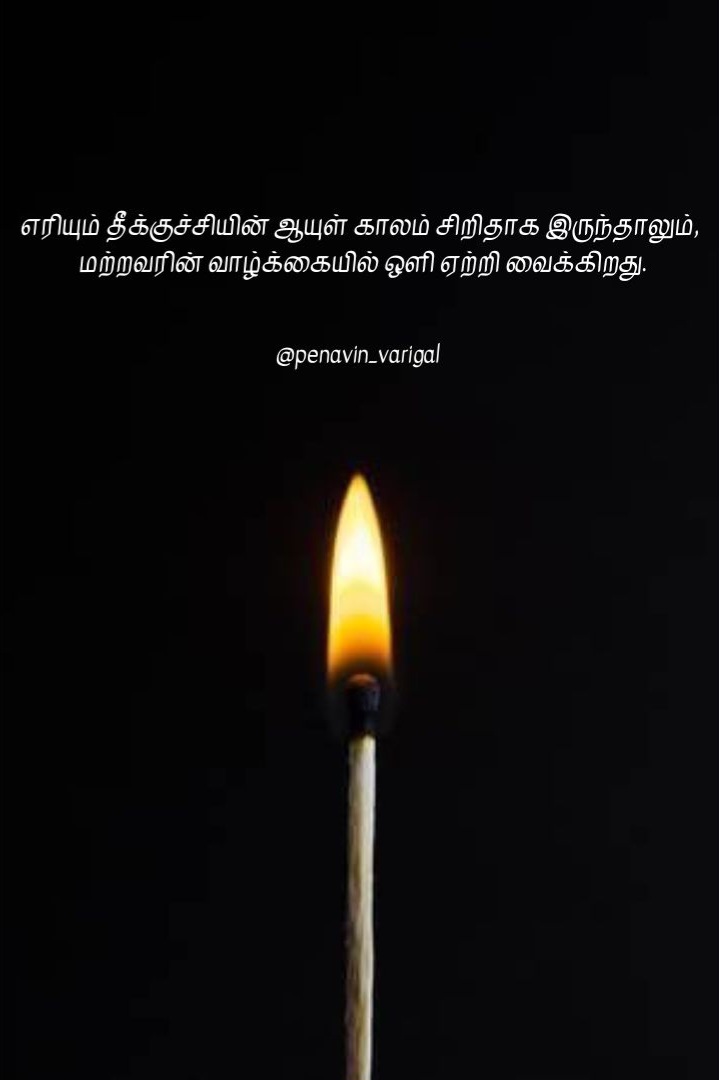 எரியும் தீக்குச்சியின் ஆயுள் காலம் சிறிதாக இருந்தாலும்,
மற்றவரின் வாழ்க்கையில் ஒளி ஏற்றி வைக்கிறது.
@penavin_varigal